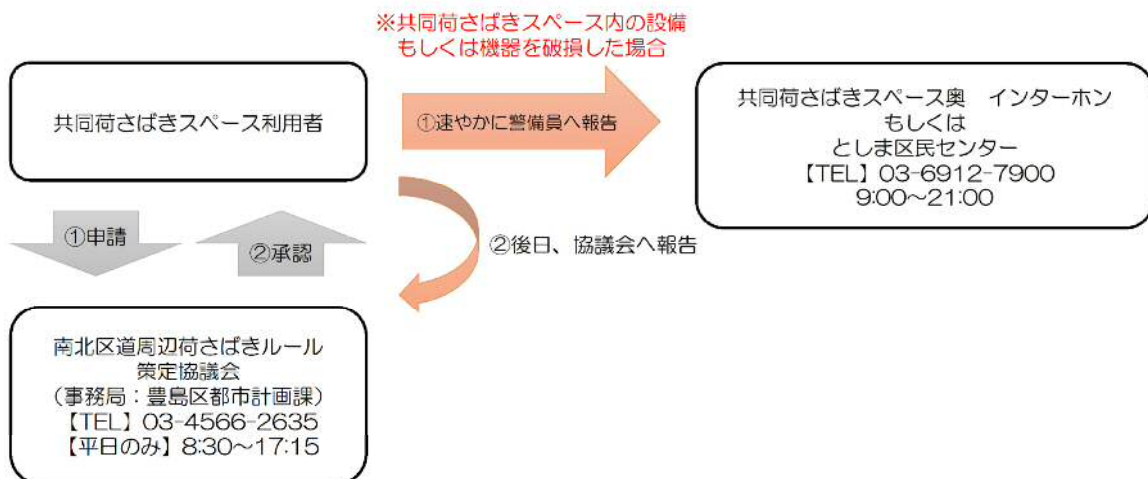 ※共同荷さばきスペース内の設備
もしくは機器を破損した場合
共同荷さばきスペース利用者
①速やかに警備員へ報告
共同荷さばきスペース奥　インターホン
もしくは
としま区民センター
【TEL】03-6912-7900
9:00～21:00
①申請
②承認
②後日、協議会へ報告
南北区道周辺荷さばきルール
策定協議会
（事務局：豊島区都市計画課）
【TEL】03-4566-2635
【平日のみ】8:30～17:15